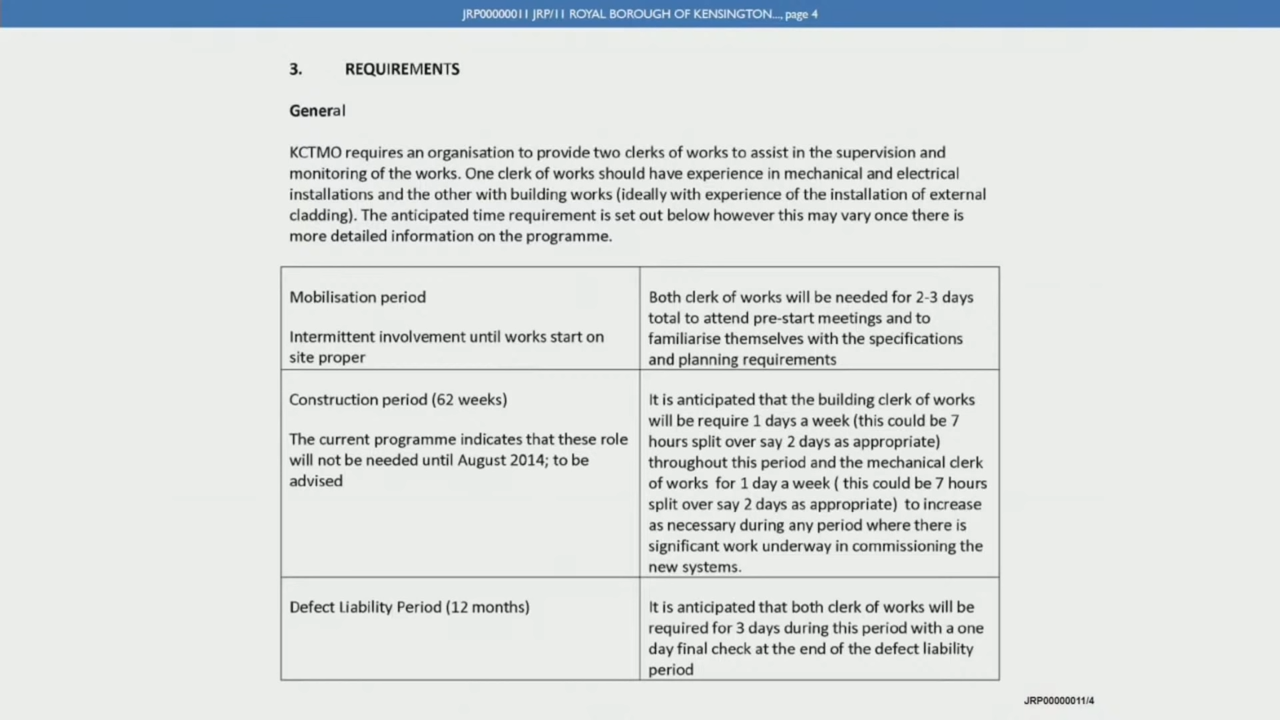 JRP00000011 JRP/11 ROYAL BOROUGH OF KENSINGTON..., page 4
3. REQUIREMENTS
General
KCTMO requires an organisation to provide two clerks of works to assist in the supervision and
monitoring of the works. One clerk of works should have experience in mechanical and electrical
installations and the other with building works (ideally with experience of the installation of external
cladding). The anticipated time requirement is set out below however this may vary once there is
more detailed information on the programme.
Mobilisation period
Intermittent involvement until works start on
site proper
Both clerk of works will be needed for 2-3 days
total to attend pre-start meetings and to
familiarise themselves with the specifications
and planning requirements
Construction period (62 weeks)
The current programme indicates that these role
will not be needed until August 2014; to be
advised
It is anticipated that the building clerk of works
will be require 1 days a week (this could be 7
hours split over say 2 days as appropriate)
throughout this period and the mechanical clerk
of works for 1 day a week ( this could be 7 hours
split over say 2 days as appropriate) to increase
as necessary during any period where there is
significant work underway in commissioning the
new systems.
Defect Liability Period (12 months)
It is anticipated that both clerk of works will be
required for 3 days during this period with a one
day final check at the end of the defect liability
period
JRP00000011/4